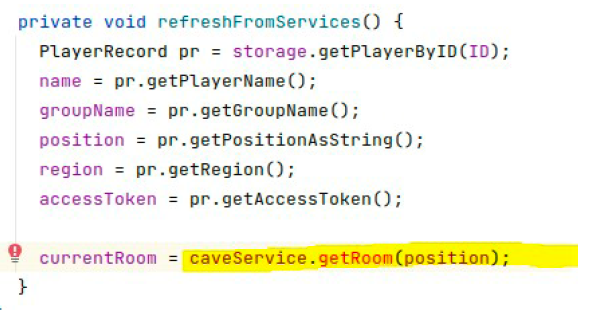 private void refreshFromServices() {
PlayerRecord pr = storage.getPlayerByID(ID);
name = pr.getPlayerName();
groupName = pr.getGroupName();
position = pr.getPositionAsString();
region = pr.getRegion();
accessToken = pr.getAccessToken();
currentRoom = caveService.getRoom(position);
}